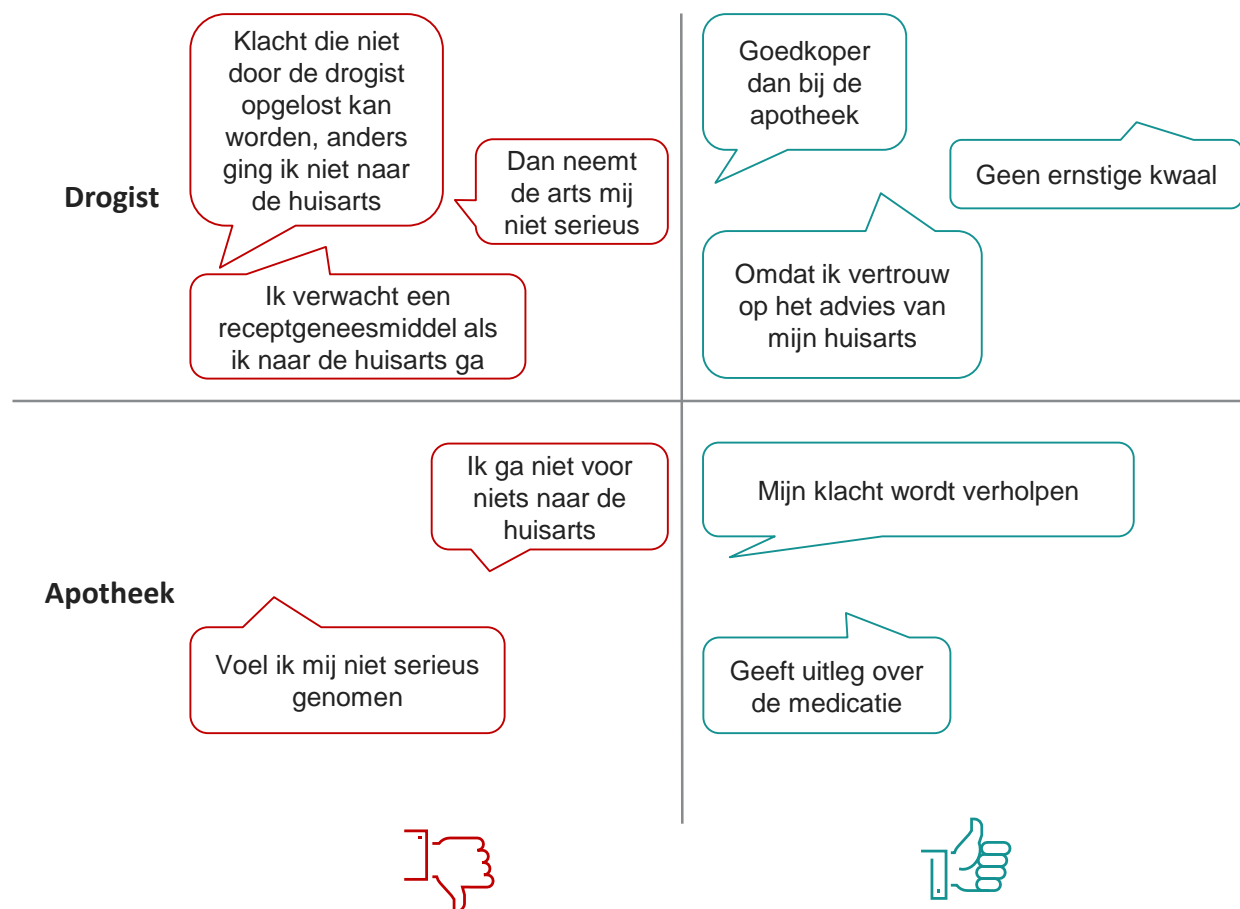 Drogist
Klacht die niet
door de drogist
opgelost kan
worden, anders
ging ik niet naar
de huisarts
Dan neemt
de arts mij
niet serieus
Ik verwacht een
receptgeneesmiddel als
ik naar de huisarts ga
Goedkoper
dan bij de
apotheek
Geen ernstige kwaal
Omdat ik vertrouw
op het advies van
mijn huisarts
Apotheek
Ik ga niet voor
niets naar de
huisarts
Voel ik mij niet serieus
genomen
Mijn klacht wordt verholpen
Geeft uitleg over
de medicatie